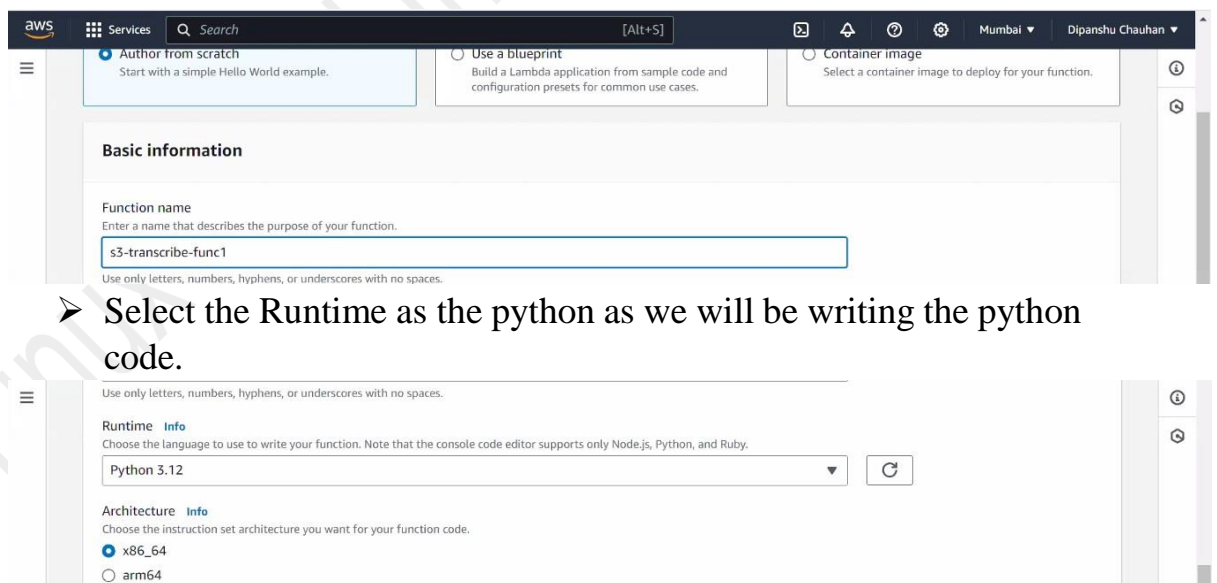 aws Services Search [Alt+S] Mumbai ▼ Dipanshu Chauhan ▼
Author from scratch
Start with a simple Hello World example.
Use a blueprint
Build a Lambda application from sample code and
configuration presets for common use cases.
Container image
Select a container image to deploy for your function.
Basic information
Function name
Enter a name that describes the purpose of your function.
s3-transcribe-func1
Use only letters, numbers, hyphens, or underscores with no spaces.
➢ Select the Runtime as the python as we will be writing the python
code.
Use only letters, numbers, hyphens, or underscores with no spaces.
Runtime Info
Choose the language to use to write your function. Note that the console code editor supports only Node.js, Python, and Ruby.
Python 3.12
Architecture Info
Choose the instruction set architecture you want for your function code.
x86_64
arm64